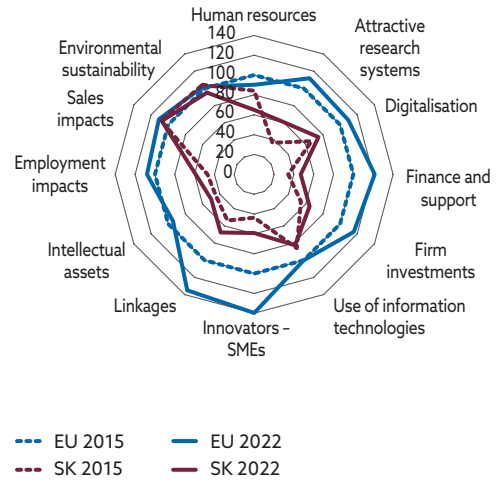 Human resources
Attractive
research
systems
Digitalisation
Finance and
support
Firm
investments
Use of information
technologies
Innovators –
SMEs
Linkages
Intellectual
assets
Employment
impacts
Sales
impacts
Environmental
sustainability
140
120
100
80
60
40
20
0
EU 2015
EU 2022
SK 2015
SK 2022